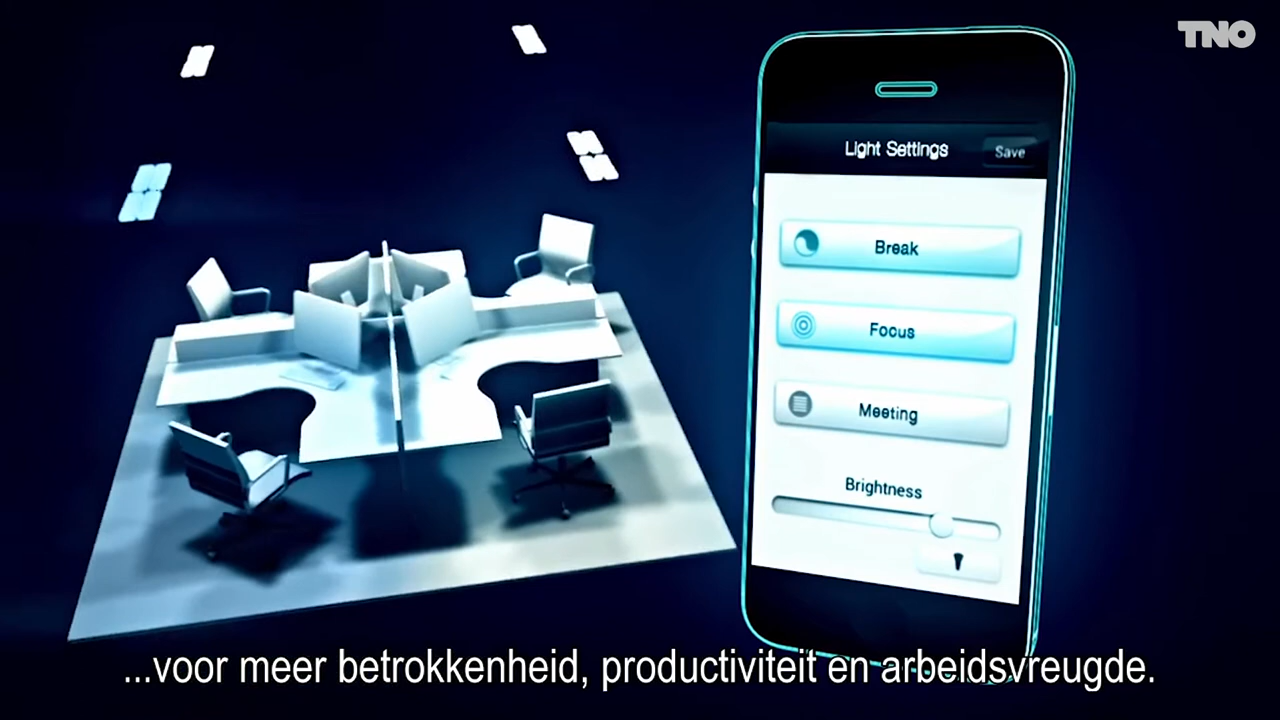 TNO
Light Settings
Save
Break
Focus
Meeting
Brightness
...voor meer betrokkenheid, productiviteit en arbeidsvreugde.